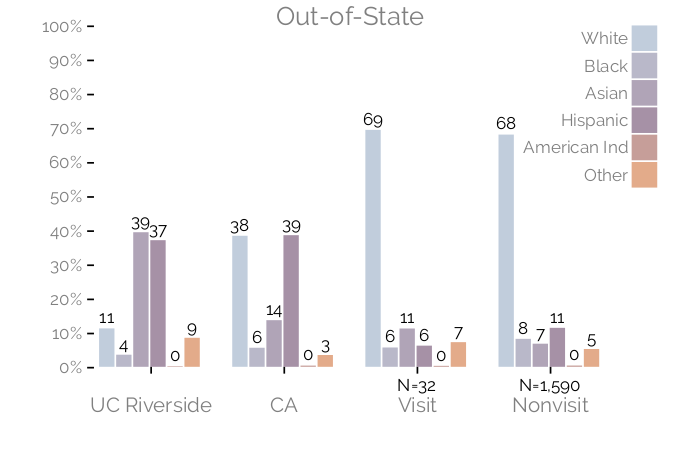 Out-of-State
100%
90%
80%
70%
60%
50%
40%
30%
20%
10%
0%
White
Black
Asian
Hispanic
American Ind
Other
11 4 39 37 0 9
38 6 14 39 0 3
69 6 11 6 0 7
68 8 7 11 0 5
N=32 N=1,590
UC Riverside CA Visit Nonvisit